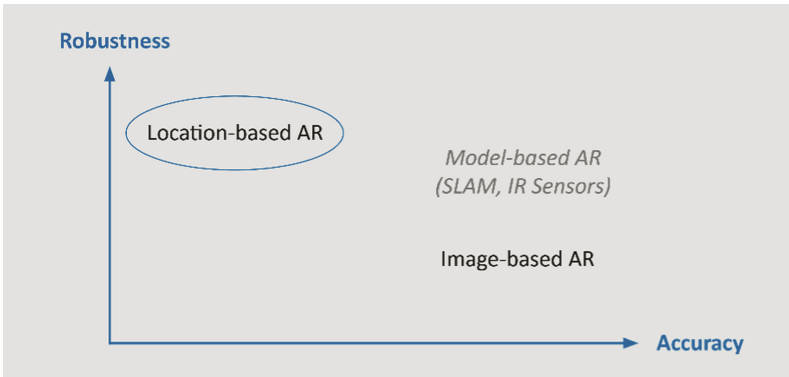 Robustness
Location-based AR
Model-based AR
(SLAM, IR Sensors)
Image-based AR
Accuracy